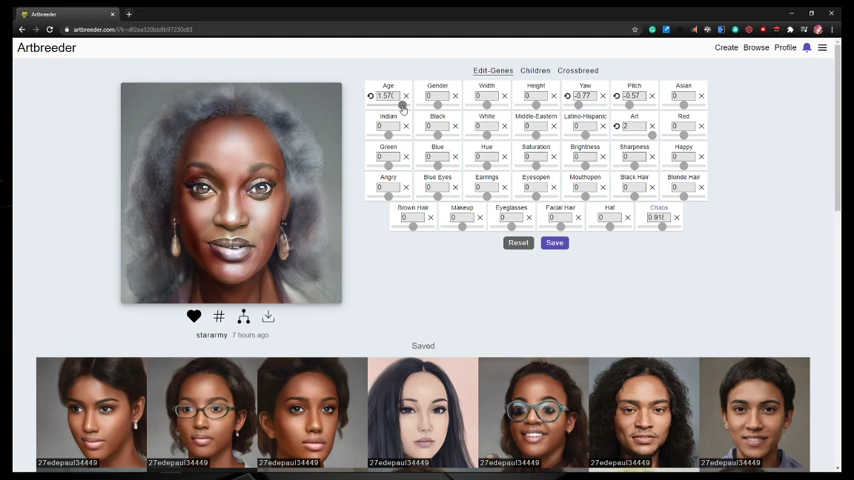 Artbreeder
artbreeder.com/i?k=df2ea320bb9b97230c83
Artbreeder
Create Browse Profile
Edit-Genes Children Crossbreed
Age Gender Width Height Yaw Pitch Asian
1.57( 0 0 0 -0.77 -0.57 0
Indian Black White Middle-Eastern Latino-Hispanic Art Red
0 0 0 0 0 2 0
Green Blue Hue Saturation Brightness Sharpness Happy
0 0 0 0 0 0 0
Angry Blue Eyes Earrings Eyesopen Mouthopen Black Hair Blonde Hair
0 0 0 0 0 0 0
Brown Hair Makeup Eyeglasses Facial Hair Hat Chaos
0 0 0 0 0
Reset Save
stararmy 7 hours ago
Saved
27edepaul34449 27edepaul34449 27edepaul34449 27edepaul34449 27edepaul34449 27edepaul34449 27edepaul34449